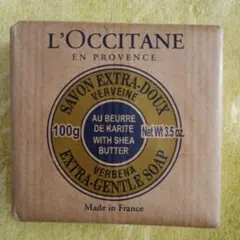 L'OCCITANE
EN PROVENCE
SAVON EXTRA-DOUX
VERVEINE
100g
AU BEURRE
DE KARITE
WITH SHEA
BUTTER
Net Wt 3.5 oz.
VERBENA
EXTRA-GENTLE SOAP
Made in France